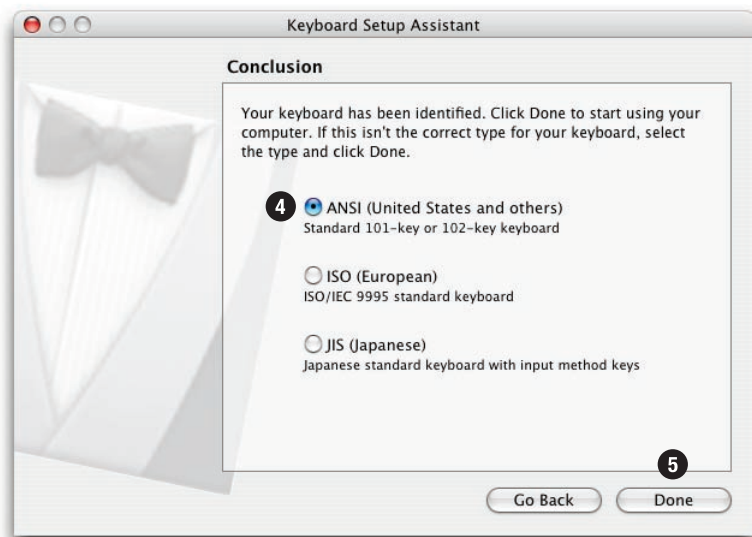 Keyboard Setup Assistant
Conclusion
Your keyboard has been identified. Click Done to start using your
computer. If this isn't the correct type for your keyboard, select
the type and click Done.
4 ANSI (United States and others)
Standard 101-key or 102-key keyboard
ISO (European)
ISO/IEC 9995 standard keyboard
JIS (Japanese)
Japanese standard keyboard with input method keys
5
Go Back Done